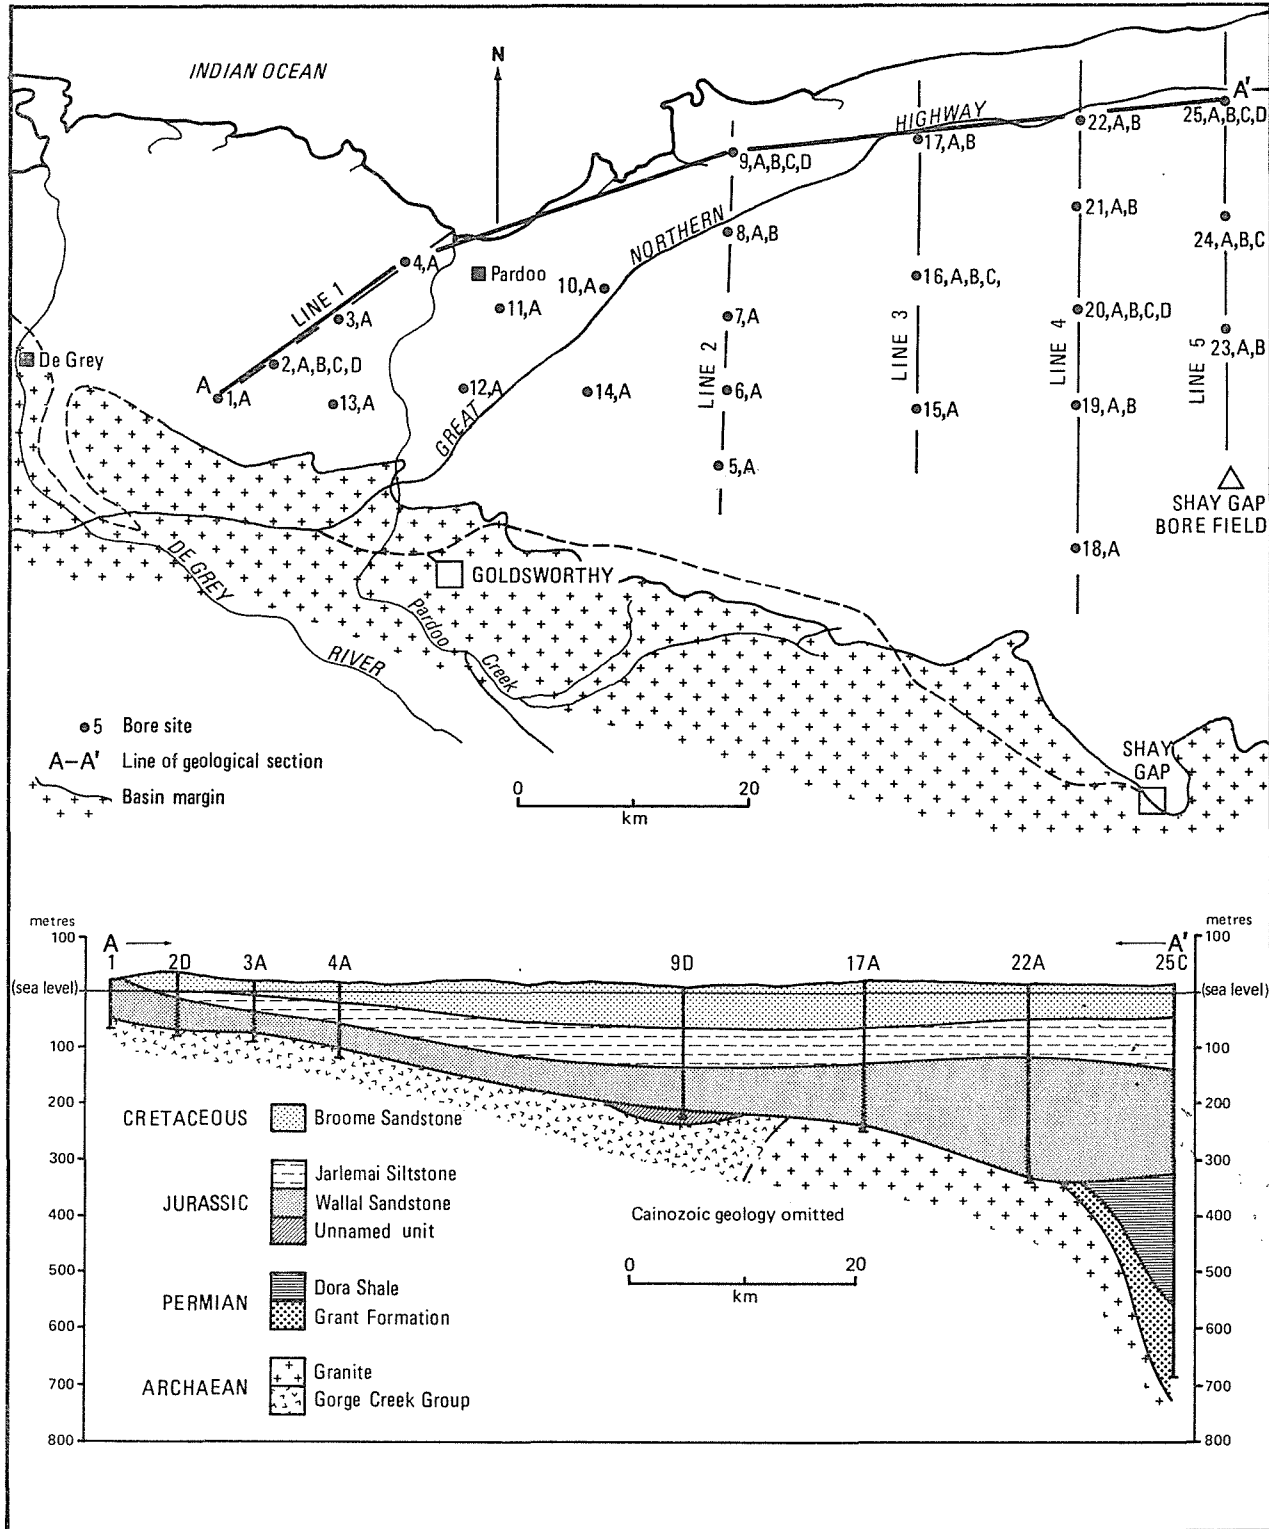 INDIAN OCEAN
N
A'
HIGHWAY
22,A,B
25,A,B,C,D
17,A,B
9,A,B,C,D
21,A,B
NORTHERN
8,A,B
24,A,B,C
4,A
Pardoo
10,A
16,A,B,C,
LINE 1
11,A
20,A,B,C,D
3,A
7,A
LINE 3
LINE 4
23,A,B
De Grey
2,A,B,C,D
LINE 2
LINE 5
A
1,A
13,A
12,A
14,A
6,A
15,A
19,A,B
GREAT
5,A
SHAY GAP
BORE FIELD
18,A
DE GREY
GOLDSWORTHY
Pardoo
RIVER
Creek
5 Bore site
A–A' Line of geological section
Basin margin
SHAY
GAP
0 20
km
metres metres
100 A A' 100
1 2D 3A 4A 9D 17A 22A 25C
(sea level) (sea level)
100 100
200 200
CRETACEOUS Broome Sandstone
300 300
Jarlemai Siltstone
JURASSIC Wallal Sandstone
400 Cainozoic geology omitted 400
Unnamed unit
500 0 20 500
PERMIAN Dora Shale
km
Grant Formation
600 600
Granite
700 700
ARCHAEAN Gorge Creek Group
800 800